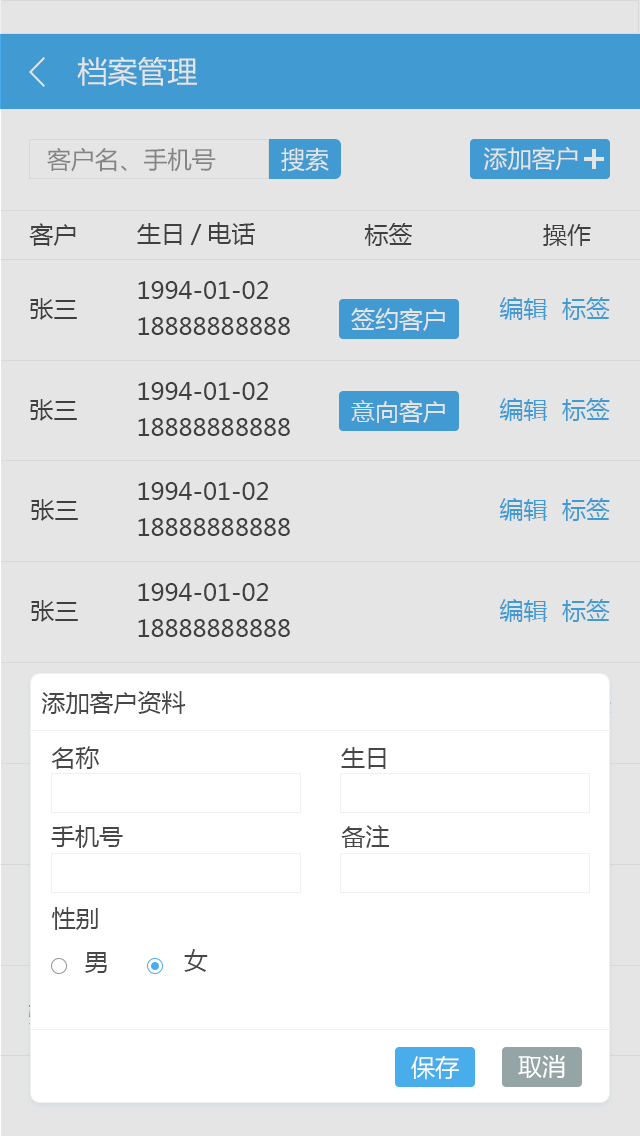 档案管理
客户名、手机号 搜索 添加客户
客户 生日 / 电话 标签 操作
1994-01-02
张三 签约客户 编辑 标签
18888888888
1994-01-02
张三 意向客户 编辑 标签
18888888888
1994-01-02
张三 编辑 标签
18888888888
1994-01-02
张三 编辑 标签
18888888888
添加客户资料
名称 生日
手机号 备注
性别
男 女
保存 取消